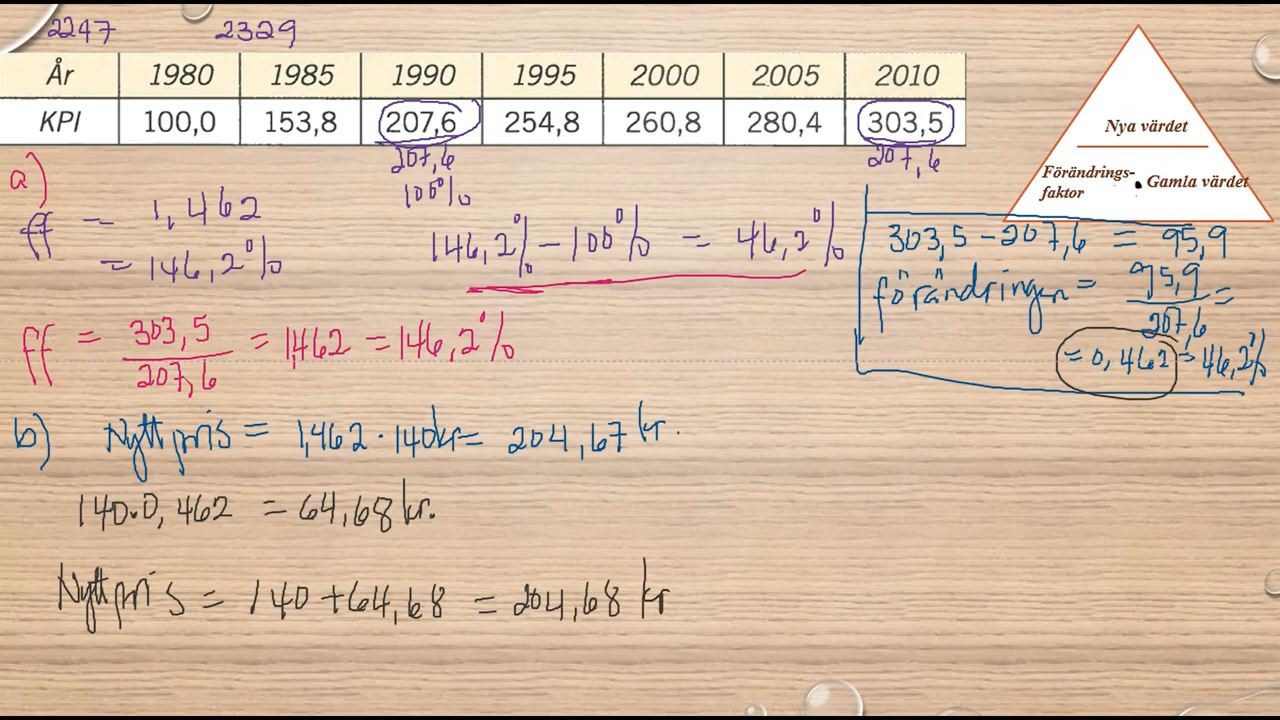 2247 2329
År 1980 1985 1990 1995 2000 2005 2010
KPI 100,0 153,8 207,6 254,8 260,8 280,4 303,5
207,6 207,6
100%
Nya värdet
Förändrings-
faktor · Gamla värdet
a)
ff = 1,462
= 146,2%
146,2% - 100% = 46,2%
303,5 - 207,6 = 95,9
förändringen = 95,9 / 207,6 =
= 0,462 = 46,2%
ff = 303,5 / 207,6 = 1,462 = 146,2%
b) Nytt pris = 1,462 · 140kr = 204,67 kr.
140 · 0,462 = 64,68 kr.
Nytt pris = 140 + 64,68 = 204,68 kr